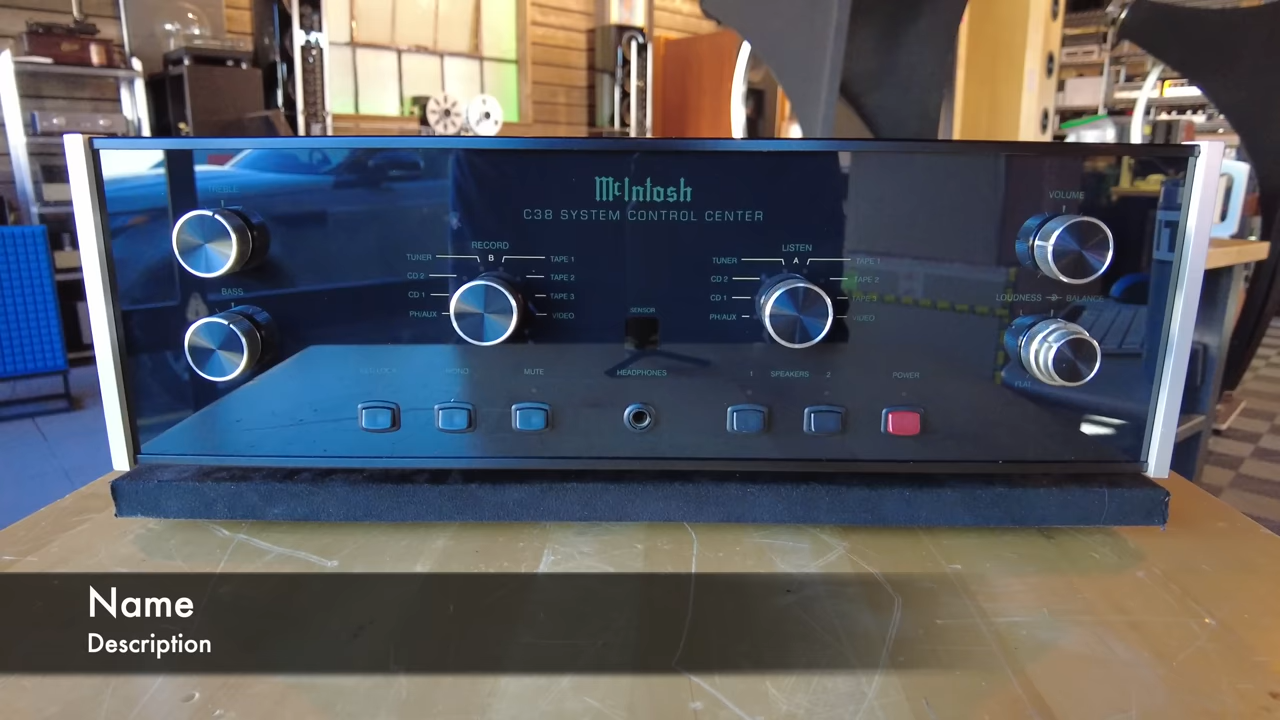 McIntosh
C38 SYSTEM CONTROL CENTER
TREBLE
BASS
RECORD
TUNER
B
TAPE 1
CD 2
TAPE 2
CD 1
TAPE 3
PH/AUX
VIDEO
LISTEN
TUNER
A
TAPE 1
CD 2
TAPE 2
CD 1
TAPE 3
PH/AUX
VIDEO
VOLUME
LOUDNESS
BALANCE
FLAT
SENSOR
MONO
MUTE
HEADPHONES
1 SPEAKERS 2
POWER
Name
Description